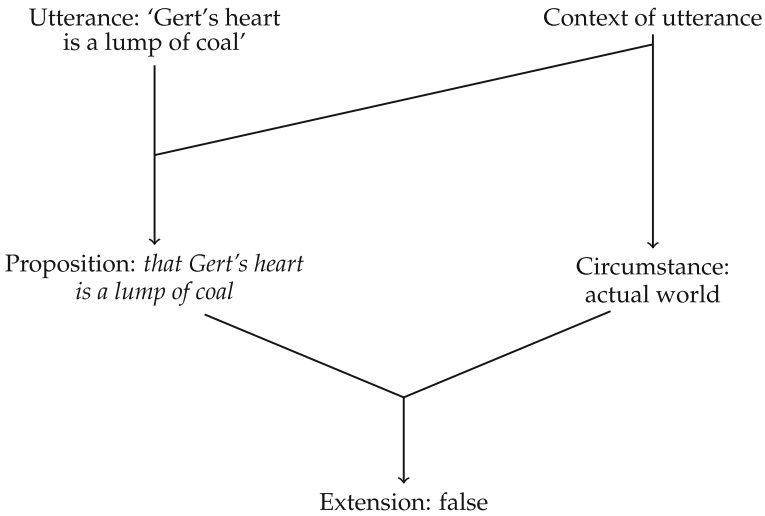 Utterance: ‘Gert’s heart
is a lump of coal’
Context of utterance
Proposition: that Gert’s heart
is a lump of coal
Circumstance:
actual world
Extension: false